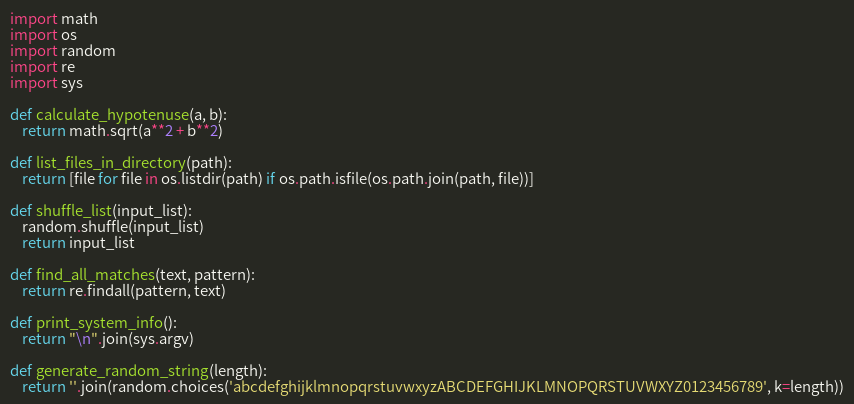 import math
import os
import random
import re
import sys

def calculate_hypotenuse(a, b):
    return math.sqrt(a**2 + b**2)

def list_files_in_directory(path):
    return [file for file in os.listdir(path) if os.path.isfile(os.path.join(path, file))]

def shuffle_list(input_list):
    random.shuffle(input_list)
    return input_list

def find_all_matches(text, pattern):
    return re.findall(pattern, text)

def print_system_info():
    return "\n".join(sys.argv)

def generate_random_string(length):
    return ''.join(random.choices('abcdefghijklmnopqrstuvwxyzABCDEFGHIJKLMNOPQRSTUVWXYZ0123456789', k=length))